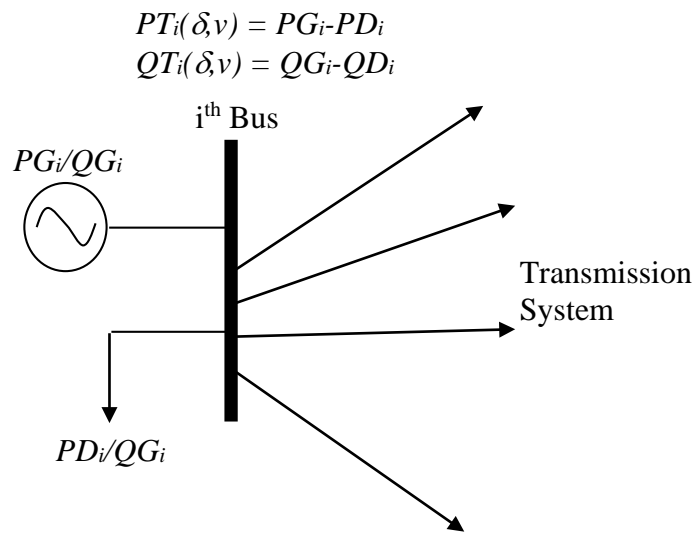 PTᵢ(δ,v) = PGᵢ-PDᵢ
QTᵢ(δ,v) = QGᵢ-QDᵢ
iᵗʰ Bus
PGᵢ/QGᵢ
Transmission
System
PDᵢ/QGᵢ